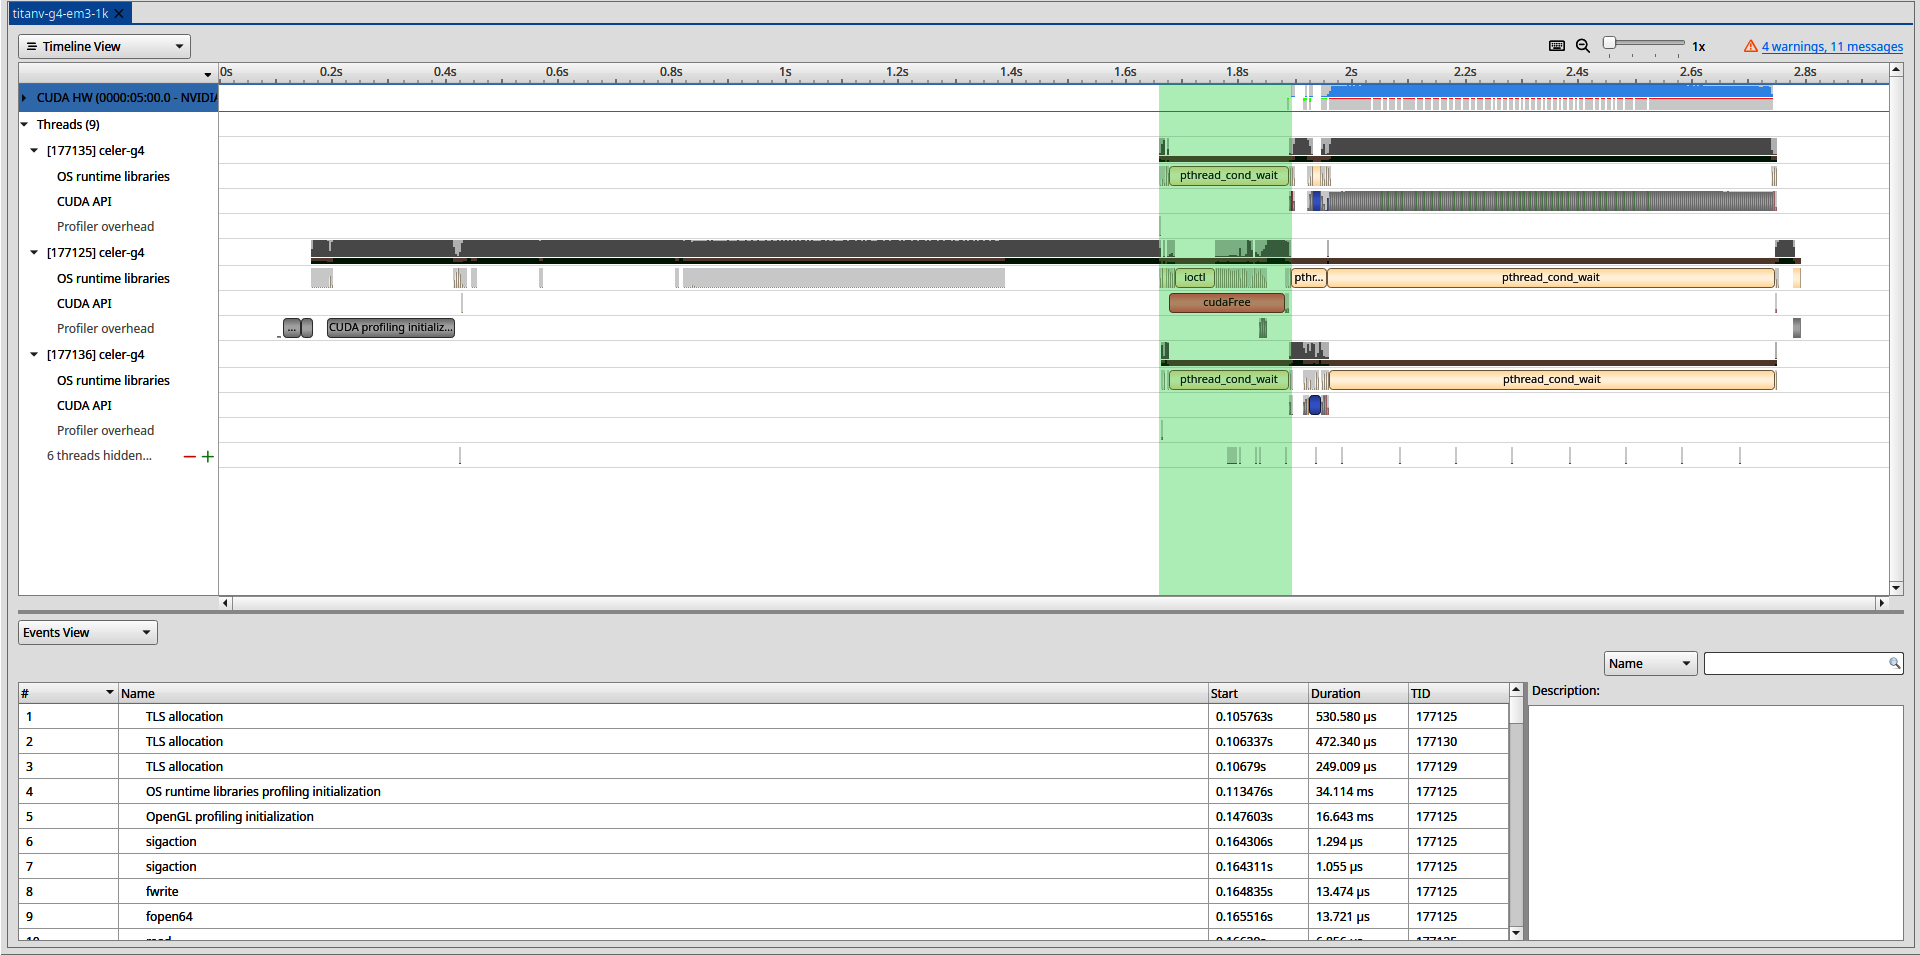 titanv-g4-em3-1k
Timeline View
1x
4 warnings, 11 messages
0s 0.2s 0.4s 0.6s 0.8s 1s 1.2s 1.4s 1.6s 1.8s 2s 2.2s 2.4s 2.6s 2.8s
CUDA HW (0000:05:00.0 - NVIDIA
Threads (9)
[177135] celer-g4
OS runtime libraries pthread_cond_wait
CUDA API
Profiler overhead
[177125] celer-g4
OS runtime libraries ioctl pthr... pthread_cond_wait
CUDA API cudaFree
Profiler overhead ... CUDA profiling initializ...
[177136] celer-g4
OS runtime libraries pthread_cond_wait pthread_cond_wait
CUDA API
Profiler overhead
6 threads hidden...
Events View
Name
# Name Start Duration TID Description:
1 TLS allocation 0.105763s 530.580 μs 177125
2 TLS allocation 0.106337s 472.340 μs 177130
3 TLS allocation 0.10679s 249.009 μs 177129
4 OS runtime libraries profiling initialization 0.113476s 34.114 ms 177125
5 OpenGL profiling initialization 0.147603s 16.643 ms 177125
6 sigaction 0.164306s 1.294 μs 177125
7 sigaction 0.164311s 1.055 μs 177125
8 fwrite 0.164835s 13.474 μs 177125
9 fopen64 0.165516s 13.721 μs 177125